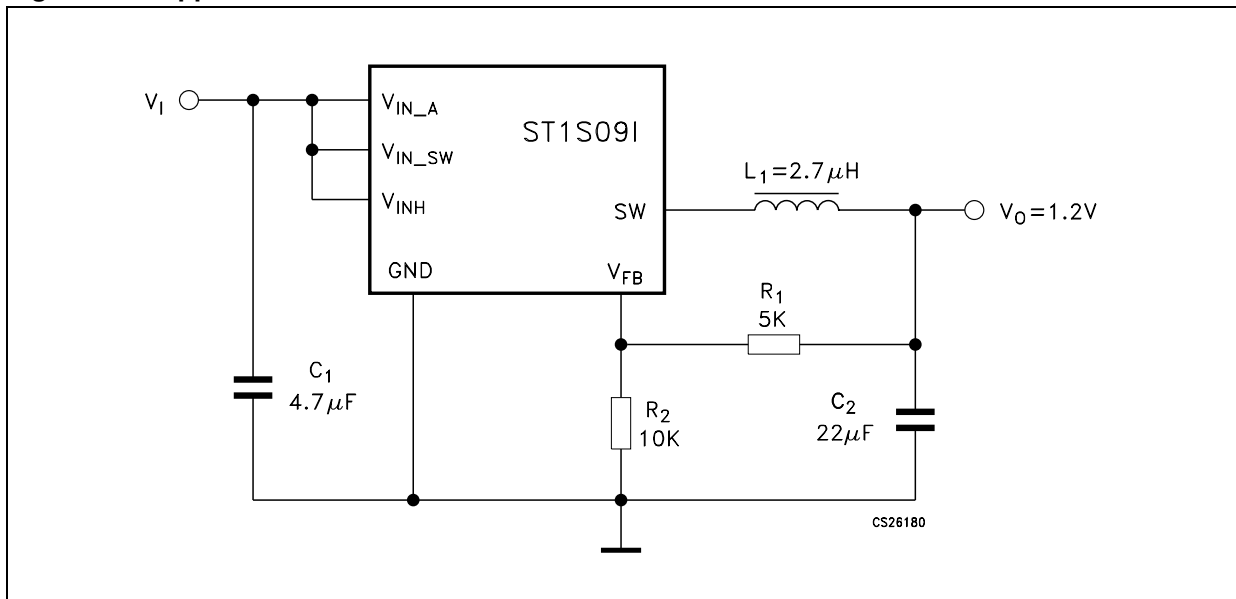 V_I
V_IN_A
V_IN_SW
V_INH
ST1S09I
SW
GND
V_FB
L_1=2.7μH
V_O=1.2V
R_1
5K
C_1
4.7μF
R_2
10K
C_2
22μF
CS26180